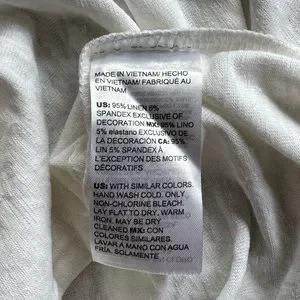 MADE IN VIETNAM/ HECHO
EN VIETNAM/ FABRIQUÉ AU
VIETNAM
US: 95% LINEN 5%
SPANDEX EXCLUSIVE OF
DECORATION MX: 95% LINO
5% elastano EXCLUSIVO DE
LA DECORACIÓN CA: 95%
LIN 5% SPANDEX À
L'EXCEPTION DES MOTIFS
DÉCORATIFS
US: WITH SIMILAR COLORS.
HAND WASH COLD. ONLY
NON-CHLORINE BLEACH.
LAY FLAT TO DRY. WARM
IRON. MAY BE DRY
CLEANED MX: CON
COLORES SIMILARES.
LAVAR A MANO CON AGUA
FRÍA. SOLAMENTE